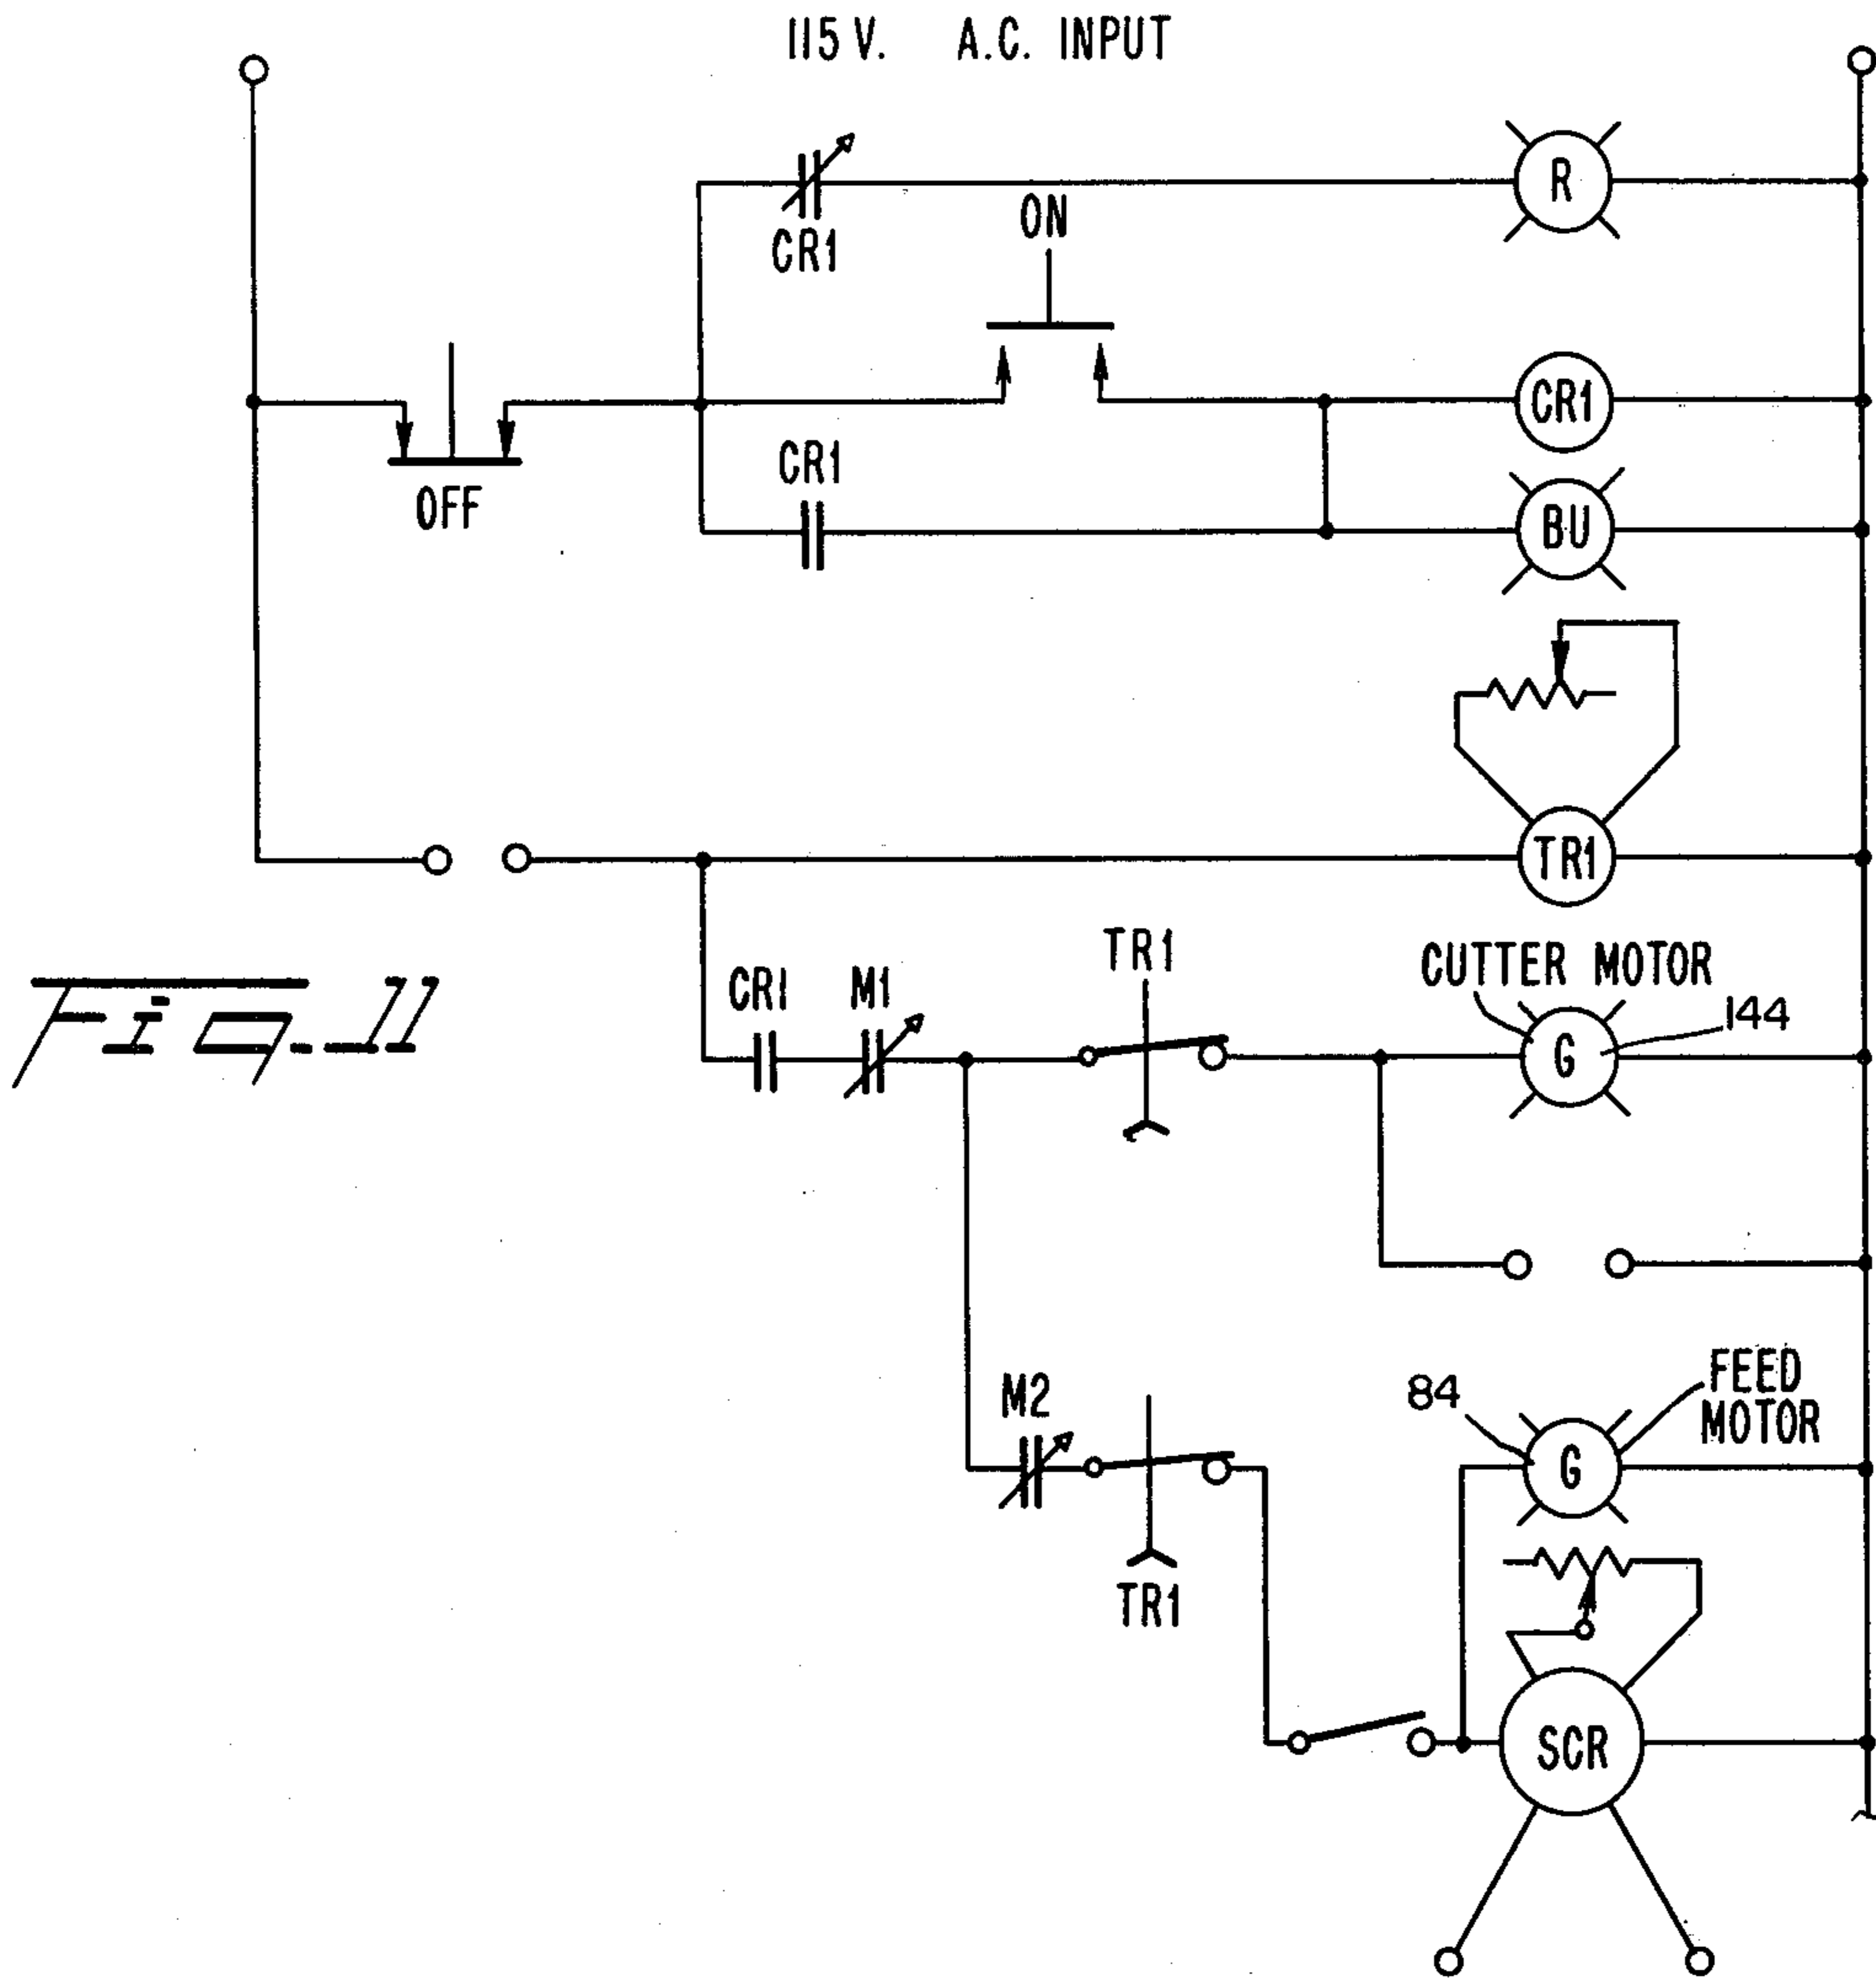 115 V. A.C. INPUT
R
CR1
ON
CR1
CR1
BU
OFF
TR1
TR1
CUTTER MOTOR
144
CR1 M1
G
Fig. 11
M2
84
FEED
MOTOR
G
TR1
SCR